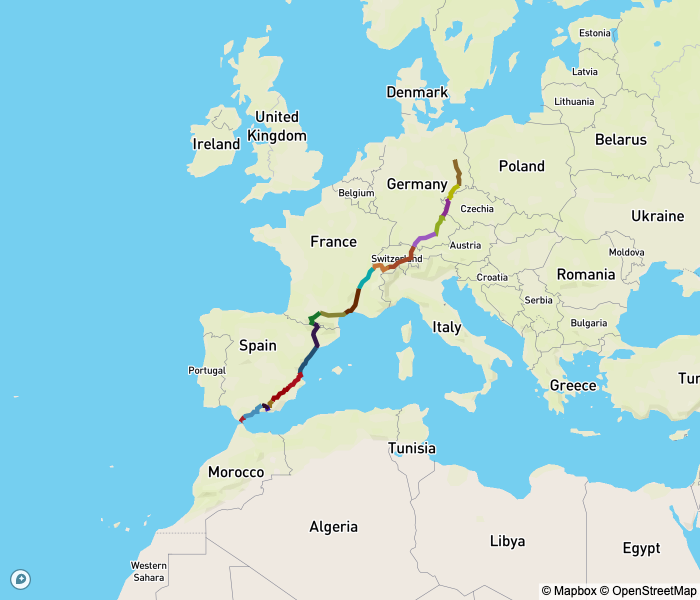 Estonia
Latvia
Denmark
Lithuania
United
Kingdom
Ireland
Belarus
Poland
Germany
Belgium
Czechia
Ukraine
France
Austria
Moldova
Switzerland
Romania
Croatia
Serbia
Italy
Bulgaria
Spain
Portugal
Greece
Tur
Tunisia
Morocco
Algeria
Libya
Egypt
Western
Sahara
© Mapbox © OpenStreetMap